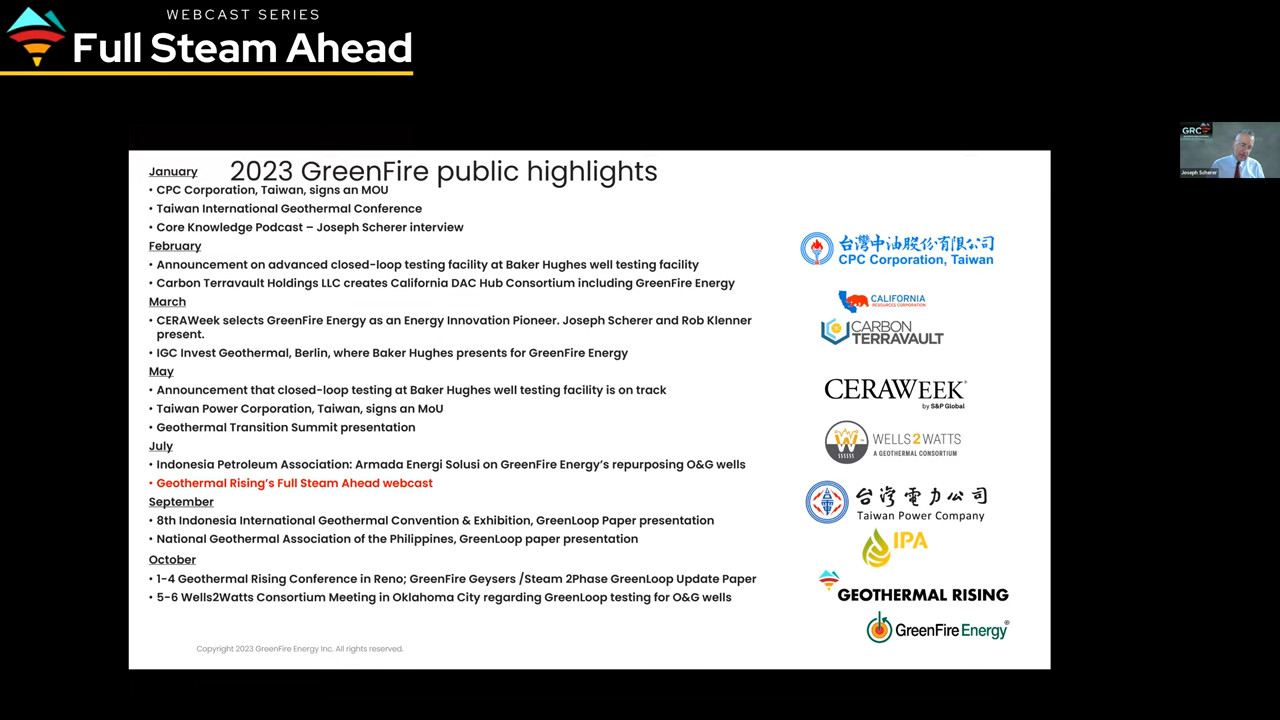 WEBCAST SERIES
Full Steam Ahead
GRC
Joseph Scherer
2023 GreenFire public highlights
January
• CPC Corporation, Taiwan, signs an MOU
• Taiwan International Geothermal Conference
• Core Knowledge Podcast – Joseph Scherer interview
February
• Announcement on advanced closed-loop testing facility at Baker Hughes well testing facility
• Carbon Terravault Holdings LLC creates California DAC Hub Consortium including GreenFire Energy
March
• CERAWeek selects GreenFire Energy as an Energy Innovation Pioneer. Joseph Scherer and Rob Klenner
present.
• IGC Invest Geothermal, Berlin, where Baker Hughes presents for GreenFire Energy
May
• Announcement that closed-loop testing at Baker Hughes well testing facility is on track
• Taiwan Power Corporation, Taiwan, signs an MoU
• Geothermal Transition Summit presentation
July
• Indonesia Petroleum Association: Armada Energi Solusi on GreenFire Energy's repurposing O&G wells
• Geothermal Rising's Full Steam Ahead webcast
September
• 8th Indonesia International Geothermal Convention & Exhibition, GreenLoop Paper presentation
• National Geothermal Association of the Philippines, GreenLoop paper presentation
October
• 1-4 Geothermal Rising Conference in Reno; GreenFire Geysers /Steam 2Phase GreenLoop Update Paper
• 5-6 Wells2Watts Consortium Meeting in Oklahoma City regarding GreenLoop testing for O&G wells
台灣中油股份有限公司
CPC Corporation, Taiwan
CALIFORNIA
RESOURCES CORPORATION
CARBON
TERRAVAULT
CERAWEEK®
by S&P Global
WELLS2WATTS
A GEOTHERMAL CONSORTIUM
台灣電力公司
Taiwan Power Company
IPA
GEOTHERMAL RISING
GreenFire Energy®
Copyright 2023 GreenFire Energy Inc. All rights reserved.